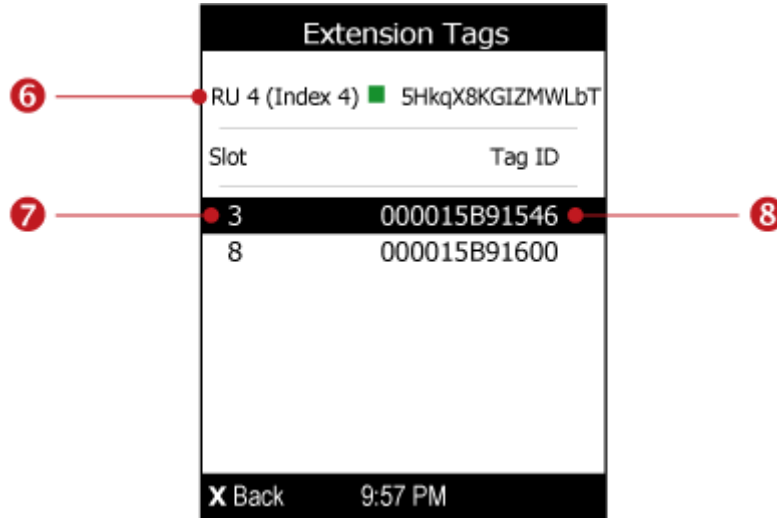 Extension Tags
6 RU 4 (Index 4) 5HkqX8KGIZMWLbT
Slot Tag ID
7 3 000015B91546 8
8 000015B91600
X Back 9:57 PM